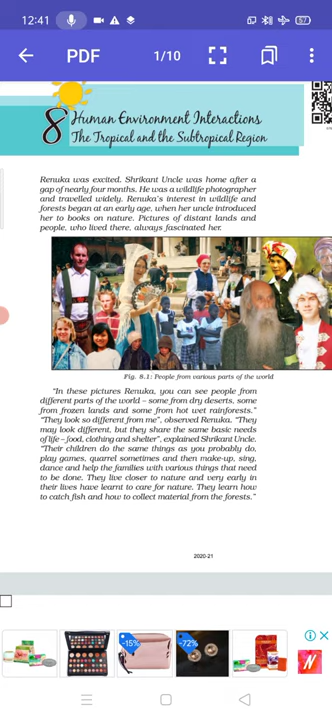 12:41
57
PDF
1/10
8
Human Environment Interactions
The Tropical and the Subtropical Region
Renuka was excited. Shrikant Uncle was home after a
gap of nearly four months. He was a wildlife photographer
and travelled widely. Renuka's interest in wildlife and
forests began at an early age, when her uncle introduced
her to books on nature. Pictures of distant lands and
people, who lived there, always fascinated her.
Fig. 8.1: People from various parts of the world
"In these pictures Renuka, you can see people from
different parts of the world – some from dry deserts, some
from frozen lands and some from hot wet rainforests."
"They look so different from me", observed Renuka. "They
may look different, but they share the same basic needs
of life – food, clothing and shelter", explained Shrikant Uncle.
"Their children do the same things as you probably do,
play games, quarrel sometimes and then make-up, sing,
dance and help the families with various things that need
to be done. They live closer to nature and very early in
their lives have learnt to care for nature. They learn how
to catch fish and how to collect material from the forests."
2020-21
-15%
-72%
N